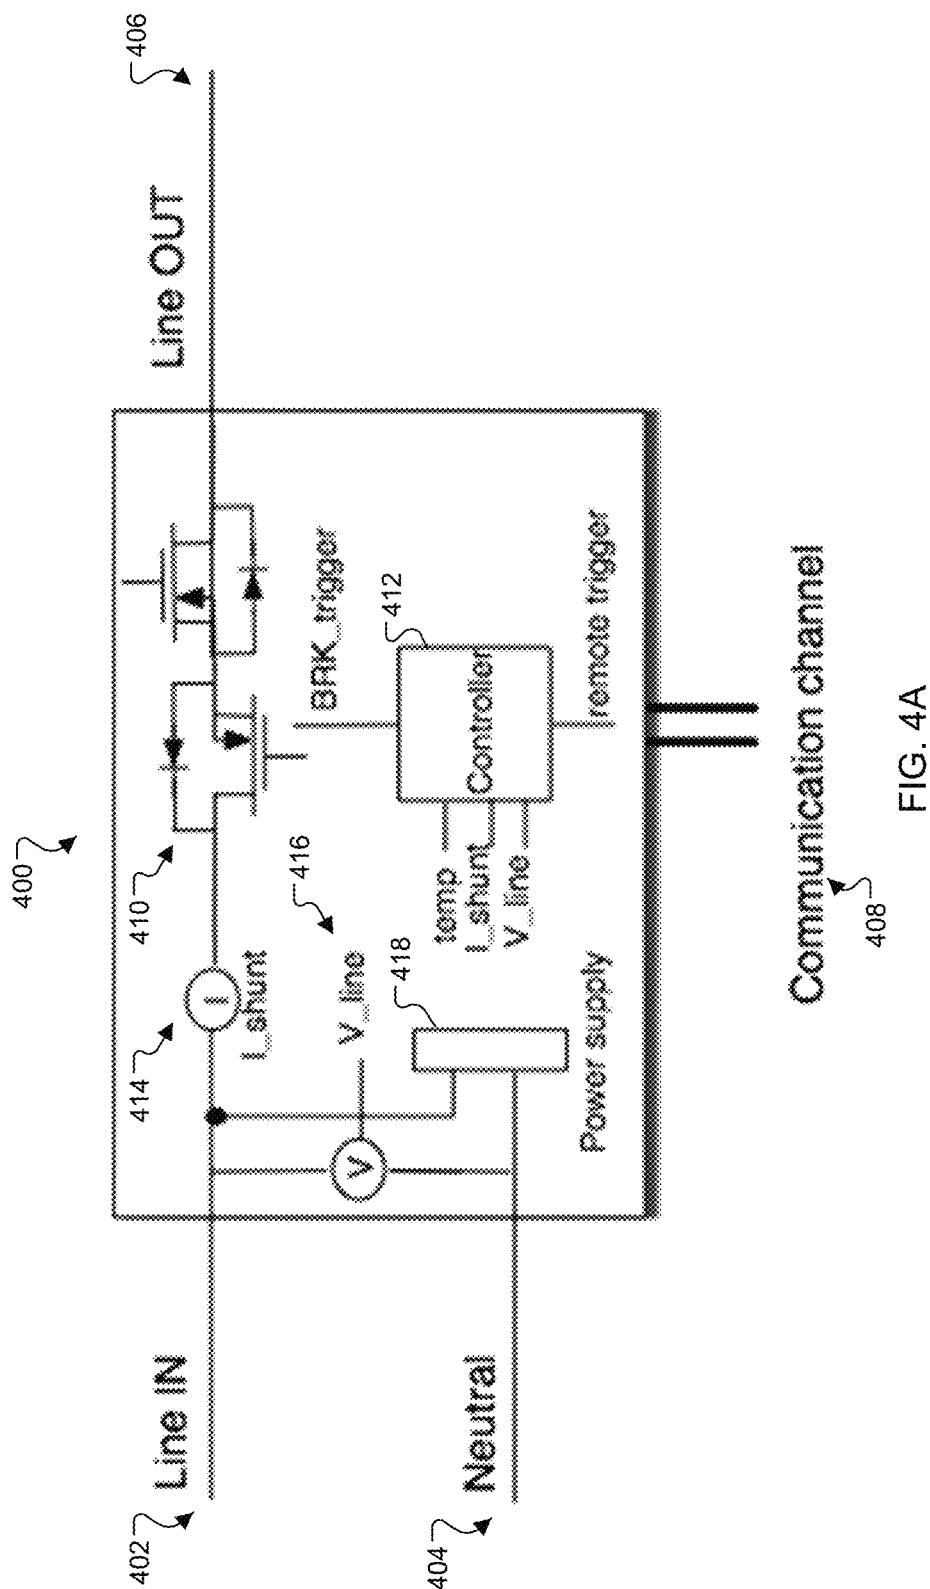 400
402
Line IN
404
Neutral
406
Line OUT
414
I
I_shunt
410
416
V_line
V
418
Power supply
BRK_trigger
412
Controller
temp
I_shunt
V_line
remote trigger
Communication channel
408
FIG. 4A